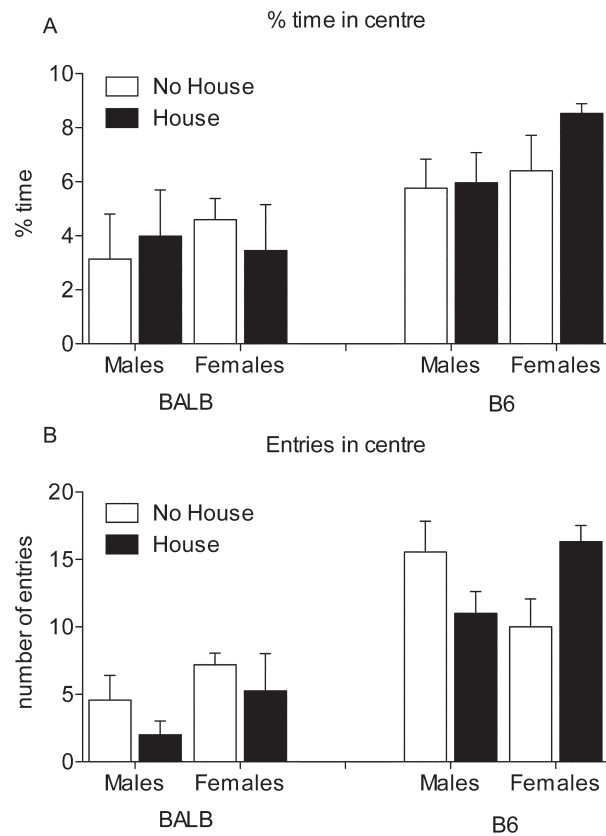 A
% time in centre
10
8
6
4
2
0
% time
No House
House
Males Females Males Females
BALB B6
B
Entries in centre
20
15
10
5
0
number of entries
No House
House
Males Females Males Females
BALB B6